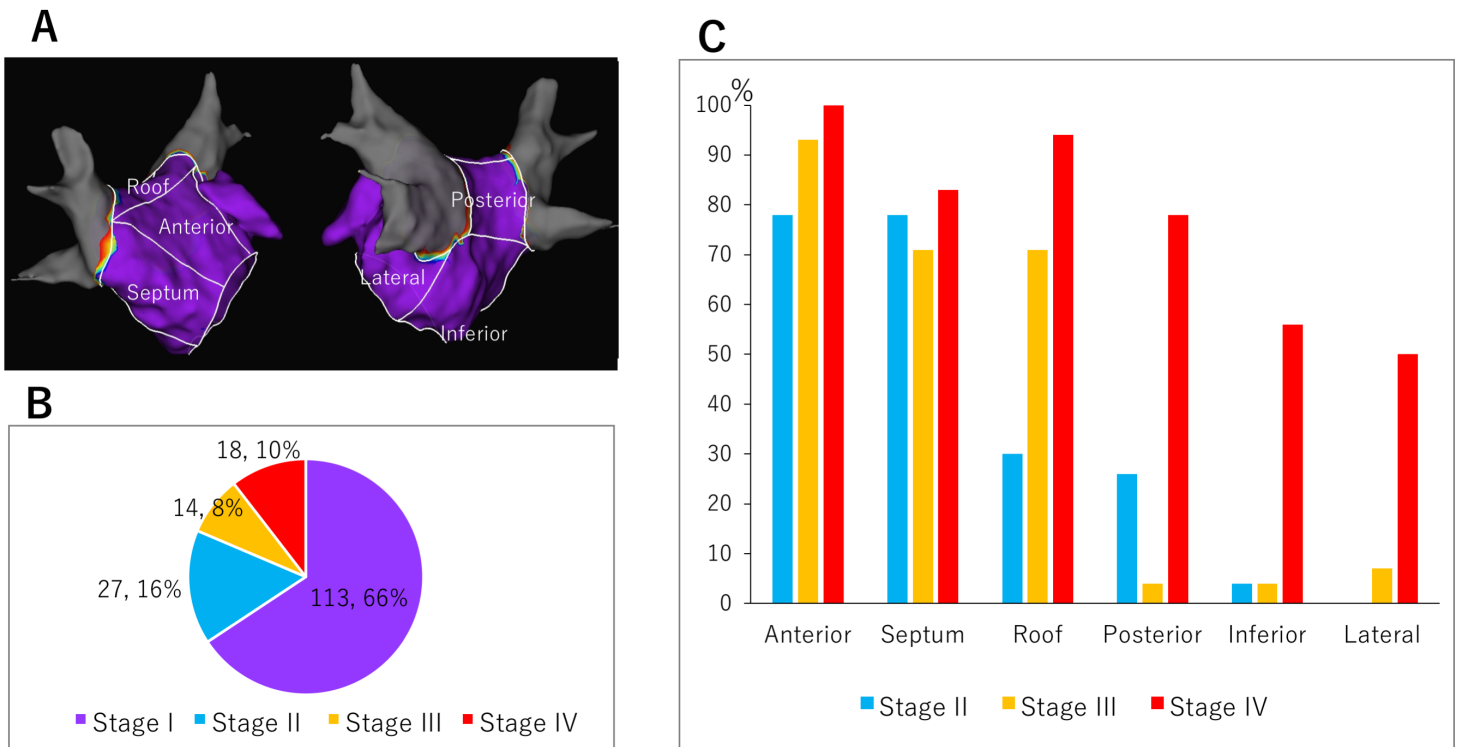 A
Roof
Anterior
Septum
Posterior
Lateral
Inferior
B
18, 10%
14, 8%
27, 16%
113, 66%
Stage I Stage II Stage III Stage IV
C
%
100
90
80
70
60
50
40
30
20
10
0
Anterior Septum Roof Posterior Inferior Lateral
Stage II Stage III Stage IV